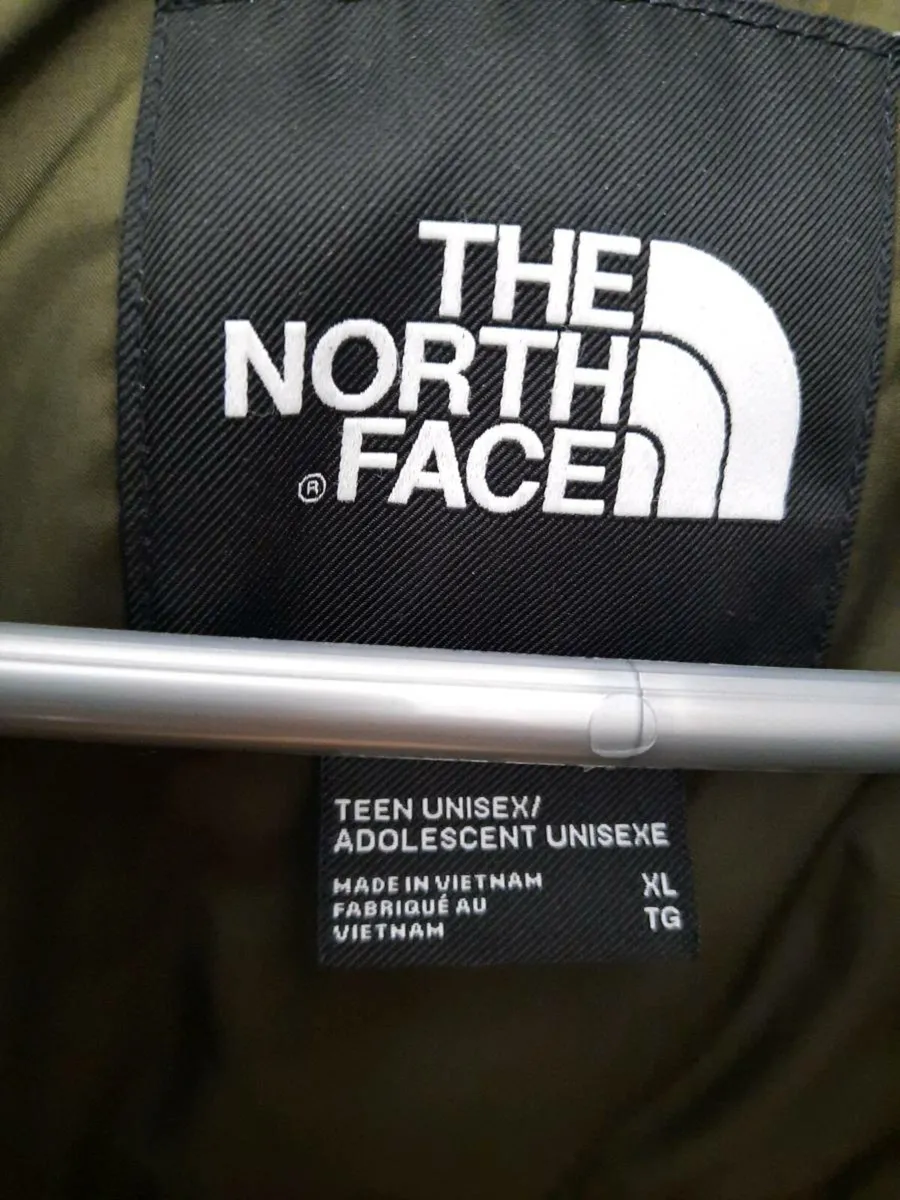 THE
NORTH
FACE
®
TEEN UNISEX/
ADOLESCENT UNISEXE
MADE IN VIETNAM
XL
FABRIQUÉ AU
TG
VIETNAM